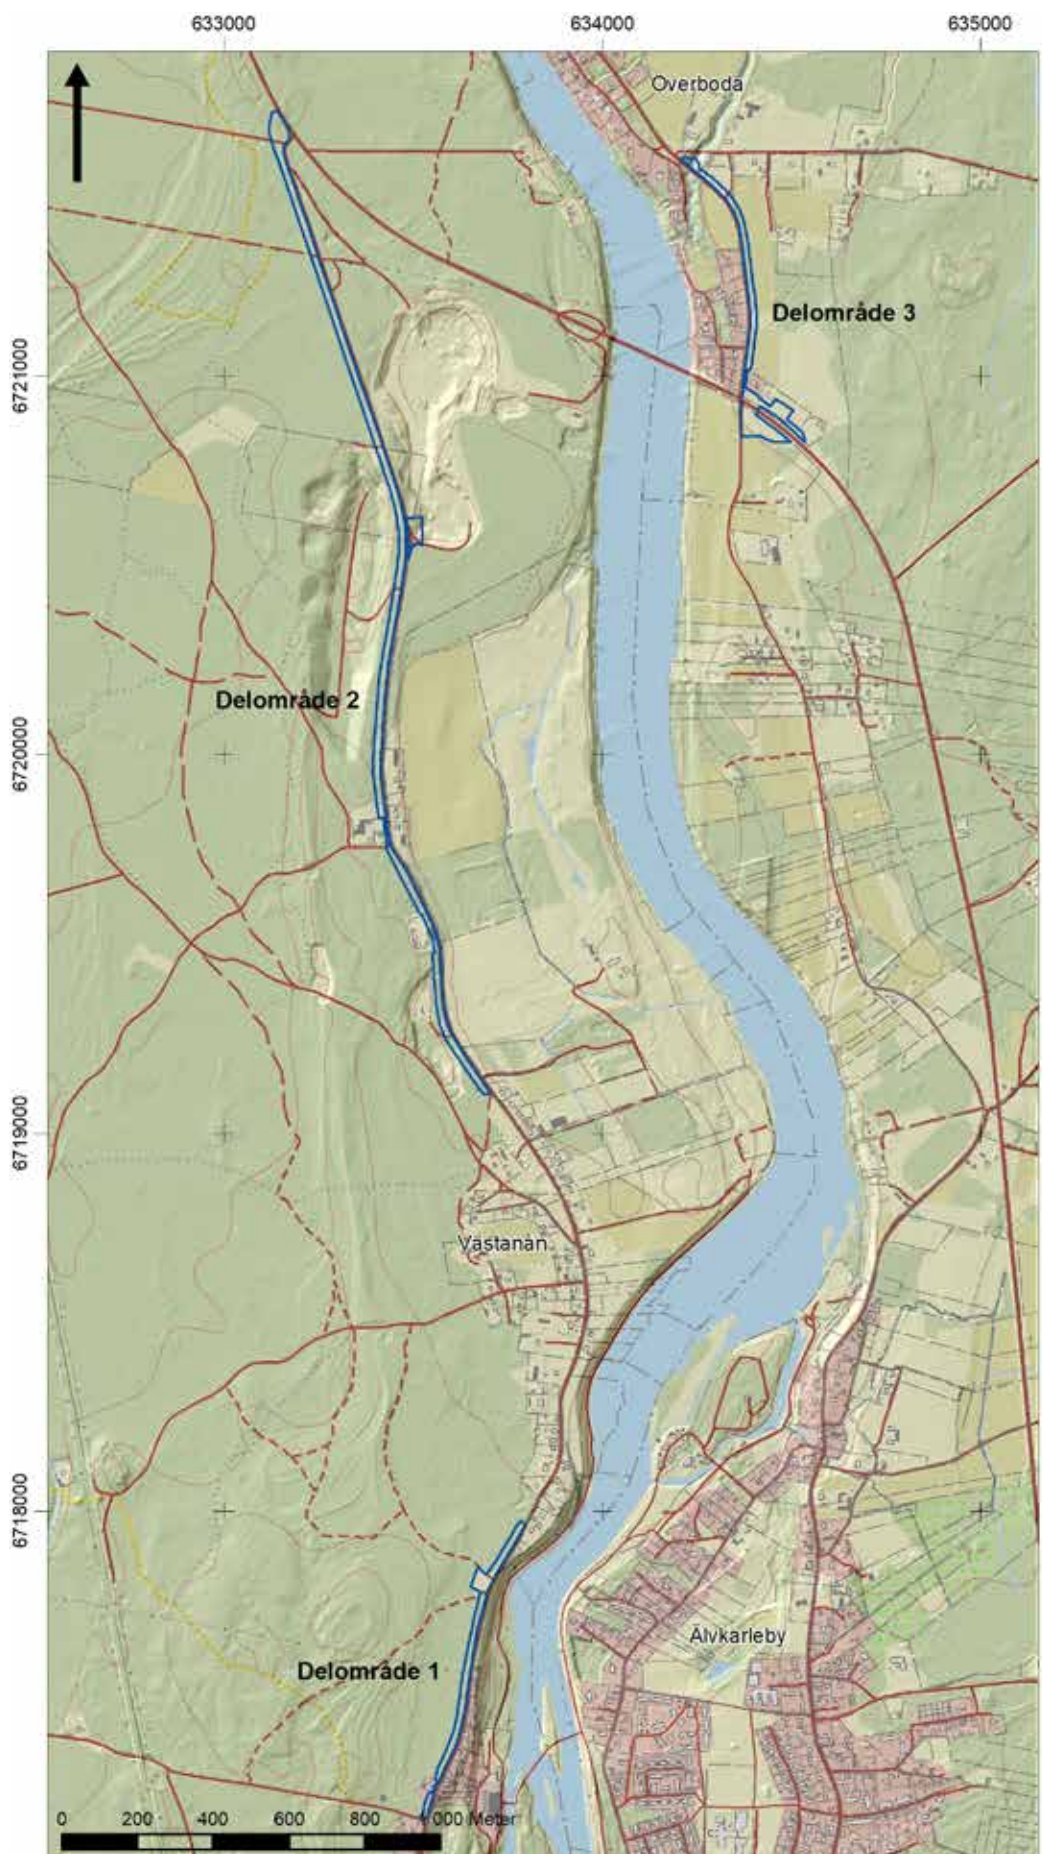 633000 634000 635000
Överboda
Delområde 3
6721000
Delområde 2
6720000
6719000
Västanån
6718000
Älvkarleby
Delområde 1
0 200 400 600 800 1 000 Meter